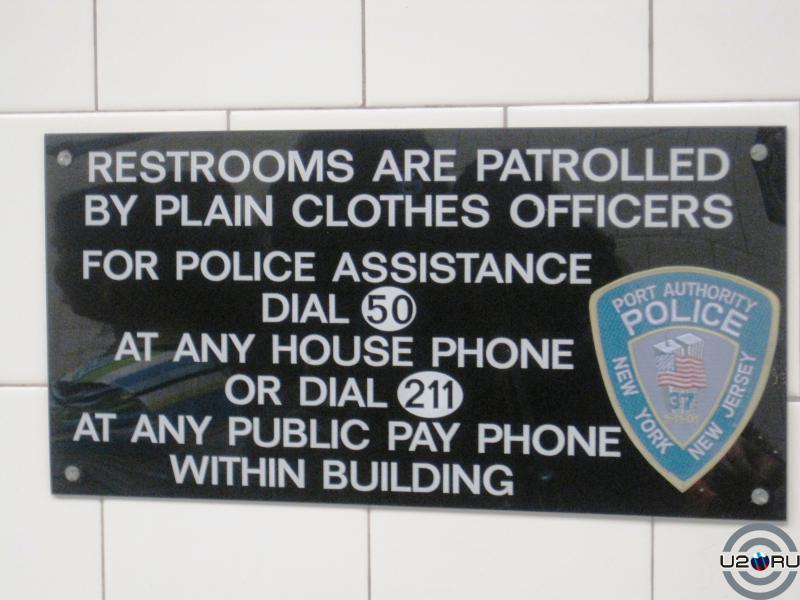 RESTROOMS ARE PATROLLED
BY PLAIN CLOTHES OFFICERS
FOR POLICE ASSISTANCE
DIAL 50
AT ANY HOUSE PHONE
OR DIAL 211
AT ANY PUBLIC PAY PHONE
WITHIN BUILDING
PORT AUTHORITY
POLICE
NEW YORK
NEW JERSEY
37
U2 RU